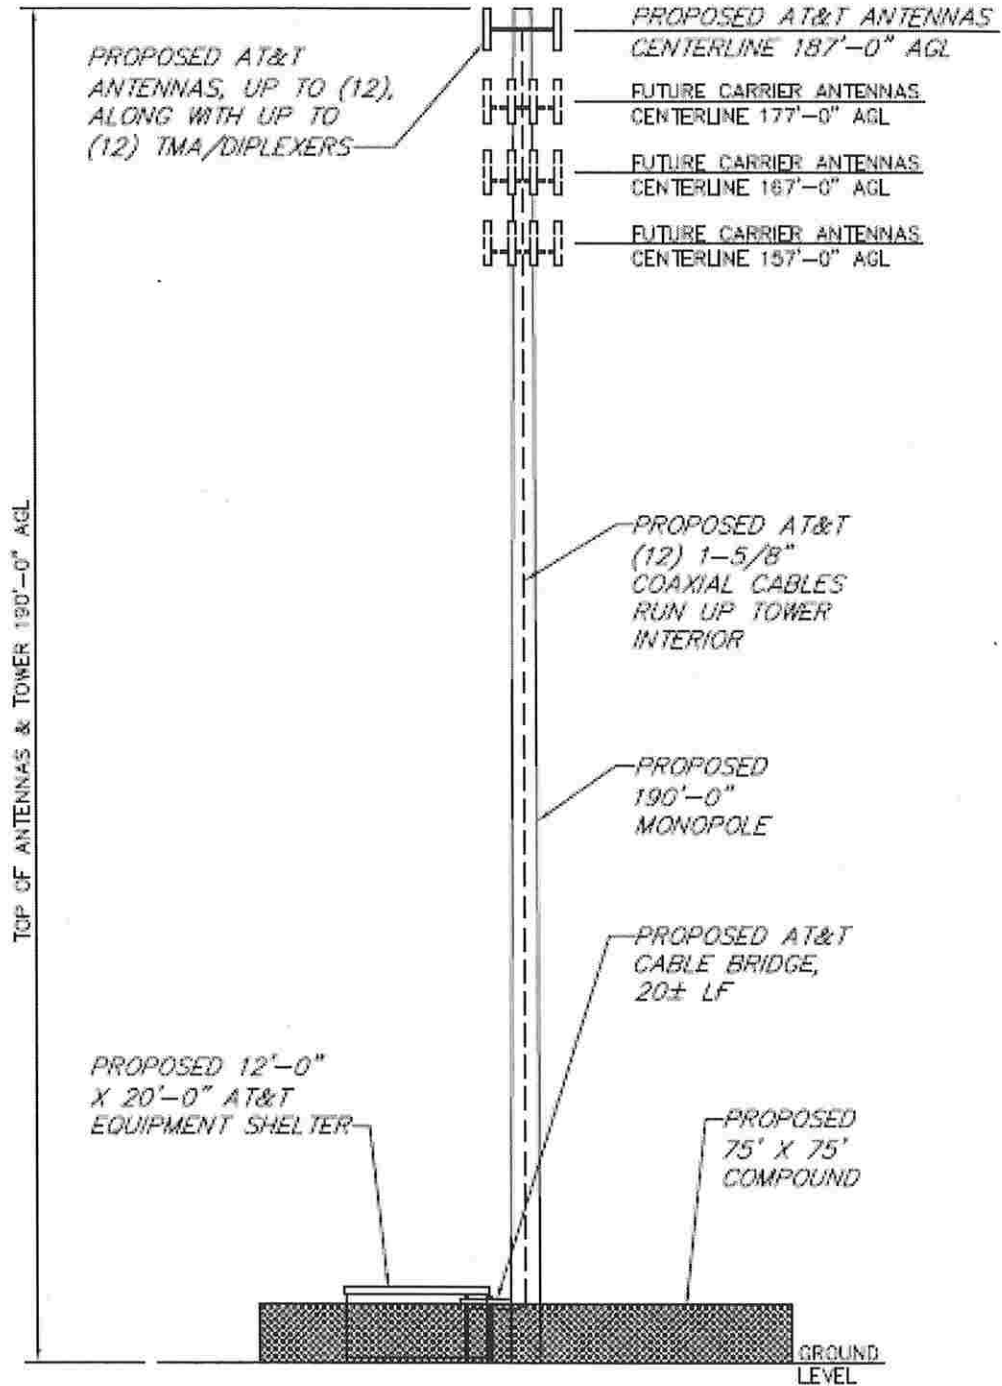 PROPOSED AT&T ANTENNAS
CENTERLINE 187'-0" AGL
PROPOSED AT&T
ANTENNAS, UP TO (12),
ALONG WITH UP TO
(12) TMA/DIPLEXERS
FUTURE CARRIER ANTENNAS
CENTERLINE 177'-0" AGL
FUTURE CARRIER ANTENNAS
CENTERLINE 167'-0" AGL
FUTURE CARRIER ANTENNAS
CENTERLINE 157'-0" AGL
TOP OF ANTENNAS & TOWER 190'-0" AGL
PROPOSED AT&T
(12) 1-5/8"
COAXIAL CABLES
RUN UP TOWER
INTERIOR
PROPOSED
190'-0"
MONOPOLE
PROPOSED AT&T
CABLE BRIDGE,
20± LF
PROPOSED 12'-0"
X 20'-0" AT&T
EQUIPMENT SHELTER
PROPOSED
75' X 75'
COMPOUND
GROUND
LEVEL